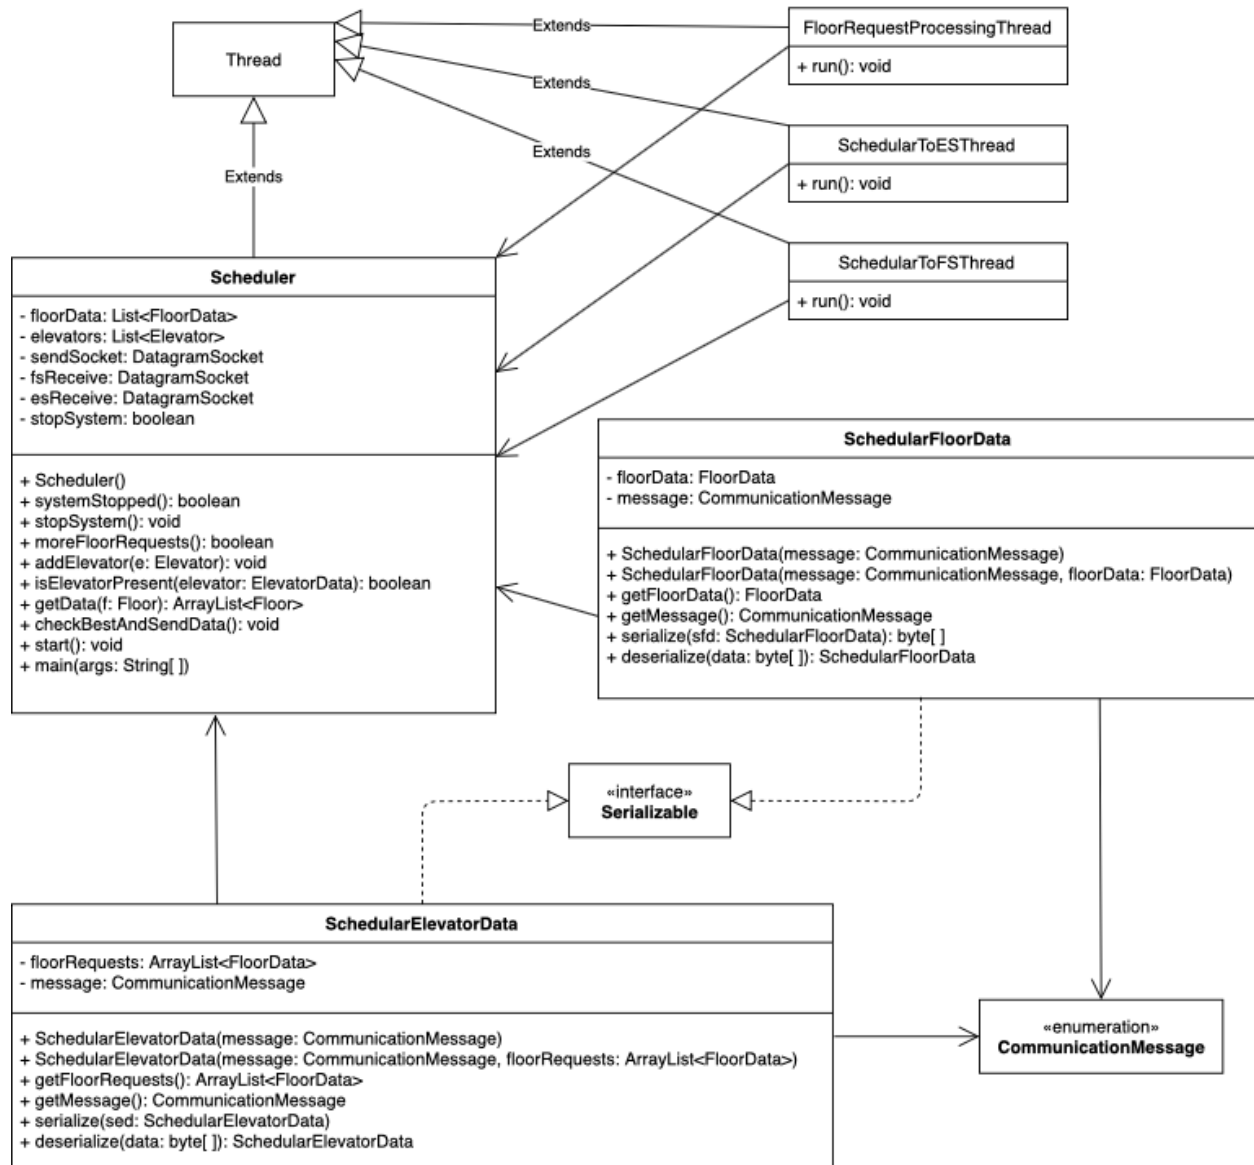 Thread
Extends
Extends
Extends
Extends
FloorRequestProcessingThread
+ run(): void
SchedularToESThread
+ run(): void
SchedularToFSThread
+ run(): void
Scheduler
- floorData: List<FloorData>
- elevators: List<Elevator>
- sendSocket: DatagramSocket
- fsReceive: DatagramSocket
- esReceive: DatagramSocket
- stopSystem: boolean
+ Scheduler()
+ systemStopped(): boolean
+ stopSystem(): void
+ moreFloorRequests(): boolean
+ addElevator(e: Elevator): void
+ isElevatorPresent(elevator: ElevatorData): boolean
+ getData(f: Floor): ArrayList<Floor>
+ checkBestAndSendData(): void
+ start(): void
+ main(args: String[ ])
SchedularFloorData
- floorData: FloorData
- message: CommunicationMessage
+ SchedularFloorData(message: CommunicationMessage)
+ SchedularFloorData(message: CommunicationMessage, floorData: FloorData)
+ getFloorData(): FloorData
+ getMessage(): CommunicationMessage
+ serialize(sfd: SchedularFloorData): byte[ ]
+ deserialize(data: byte[ ]): SchedularFloorData
«interface»
Serializable
SchedularElevatorData
- floorRequests: ArrayList<FloorData>
- message: CommunicationMessage
+ SchedularElevatorData(message: CommunicationMessage)
+ SchedularElevatorData(message: CommunicationMessage, floorRequests: ArrayList<FloorData>)
+ getFloorRequests(): ArrayList<FloorData>
+ getMessage(): CommunicationMessage
+ serialize(sed: SchedularElevatorData)
+ deserialize(data: byte[ ]): SchedularElevatorData
«enumeration»
CommunicationMessage